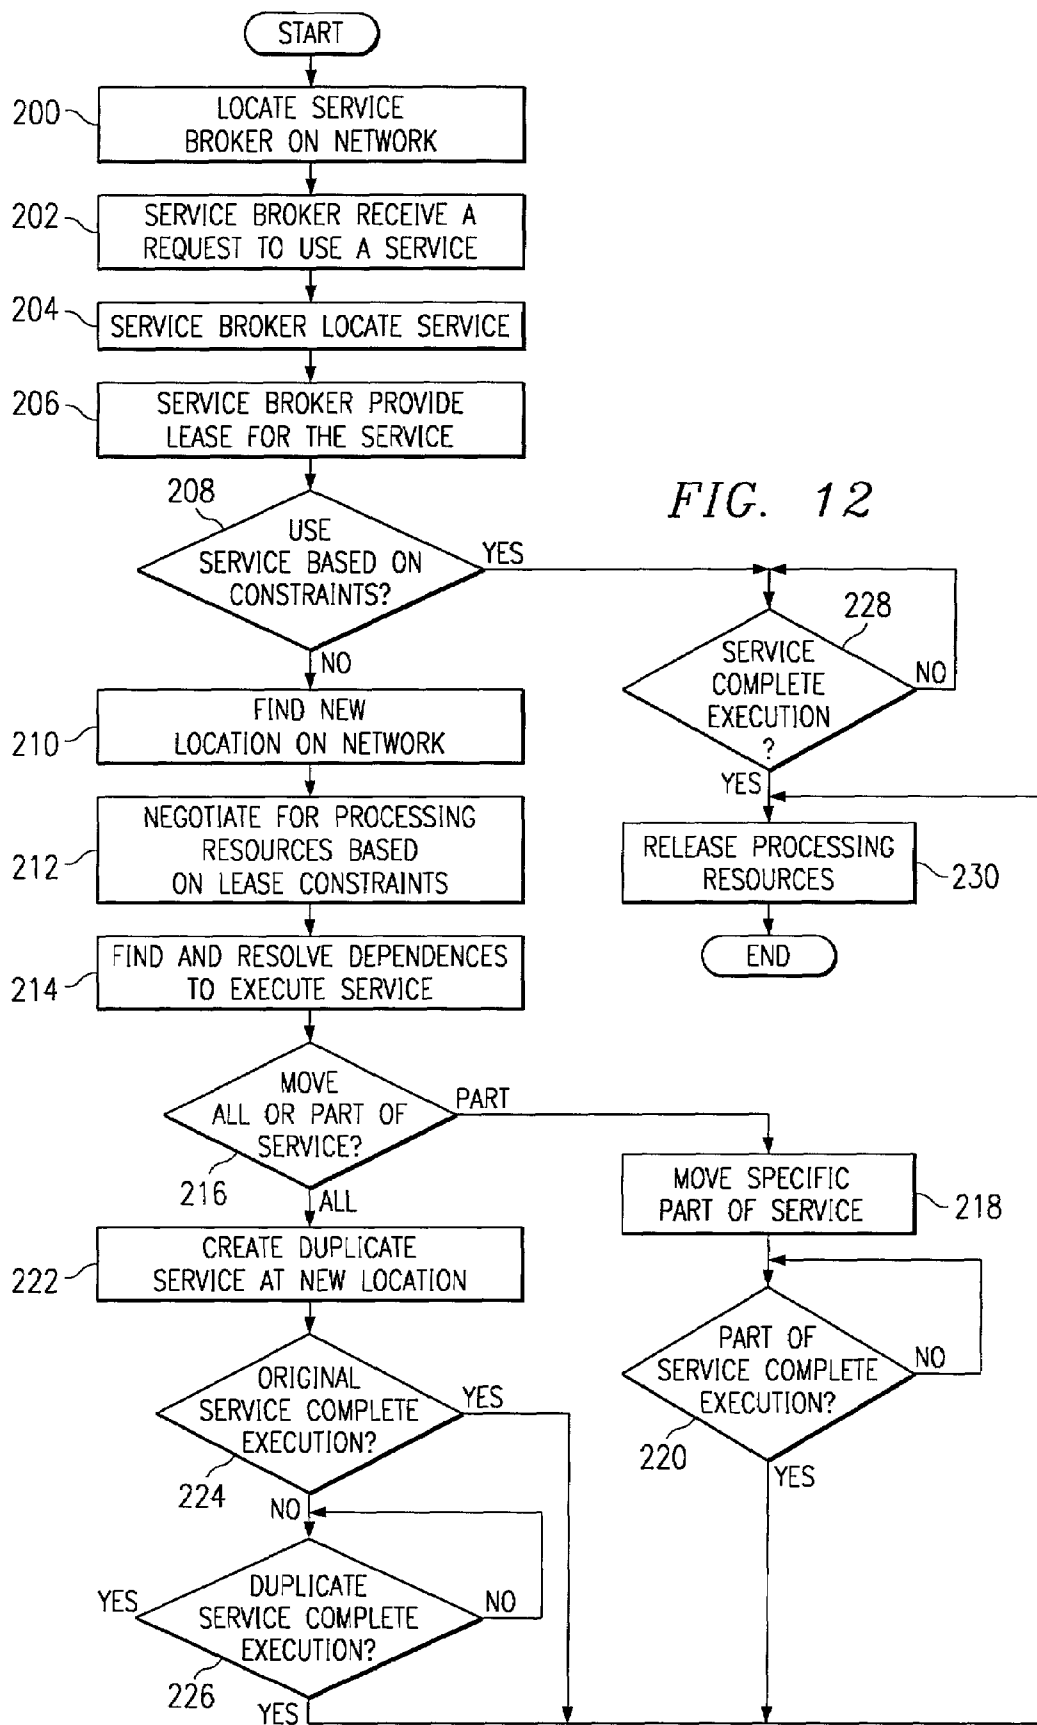 START
200
LOCATE SERVICE
BROKER ON NETWORK
202
SERVICE BROKER RECEIVE A
REQUEST TO USE A SERVICE
204
SERVICE BROKER LOCATE SERVICE
206
SERVICE BROKER PROVIDE
LEASE FOR THE SERVICE
FIG. 12
208
USE
SERVICE BASED ON
CONSTRAINTS?
YES
NO
228
SERVICE
COMPLETE
EXECUTION
?
NO
YES
210
FIND NEW
LOCATION ON NETWORK
212
NEGOTIATE FOR PROCESSING
RESOURCES BASED
ON LEASE CONSTRAINTS
RELEASE PROCESSING
RESOURCES
230
END
214
FIND AND RESOLVE DEPENDENCES
TO EXECUTE SERVICE
MOVE
ALL OR PART OF
SERVICE?
PART
216
ALL
MOVE SPECIFIC
PART OF SERVICE
218
222
CREATE DUPLICATE
SERVICE AT NEW LOCATION
PART OF
SERVICE COMPLETE
EXECUTION?
NO
220
YES
ORIGINAL
SERVICE COMPLETE
EXECUTION?
YES
224
NO
YES
DUPLICATE
SERVICE COMPLETE
EXECUTION?
NO
226
YES